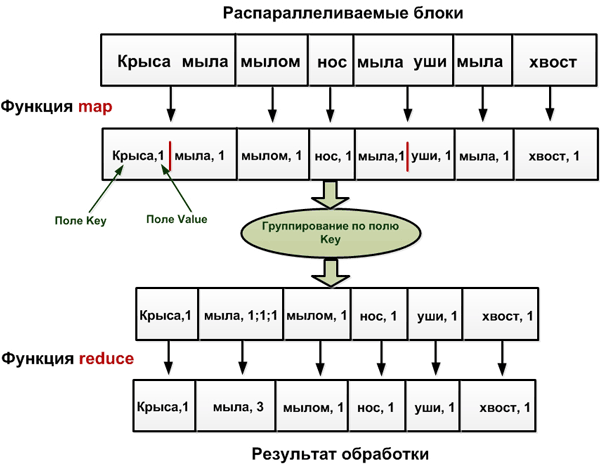 Распараллеливаемые блоки
Крыса мыла мылом нос мыла уши мыла хвост
Функция map
Крыса,1 мыла, 1 мылом, 1 нос, 1 мыла,1 уши, 1 мыла, 1 хвост, 1
Поле Key
Поле Value
Группирование по полю
Key
Крыса,1 мыла, 1;1;1 мылом, 1 нос, 1 уши, 1 хвост, 1
Функция reduce
Крыса,1 мыла, 3 мылом, 1 нос, 1 уши, 1 хвост, 1
Результат обработки